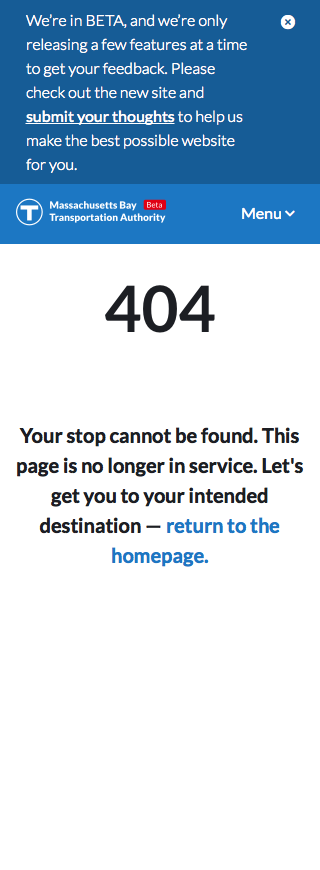 We're in BETA, and we're only
releasing a few features at a time
to get your feedback. Please
check out the new site and
submit your thoughts to help us
make the best possible website
for you.
T Massachusetts Bay Beta
Transportation Authority
Menu
404
Your stop cannot be found. This
page is no longer in service. Let's
get you to your intended
destination — return to the
homepage.